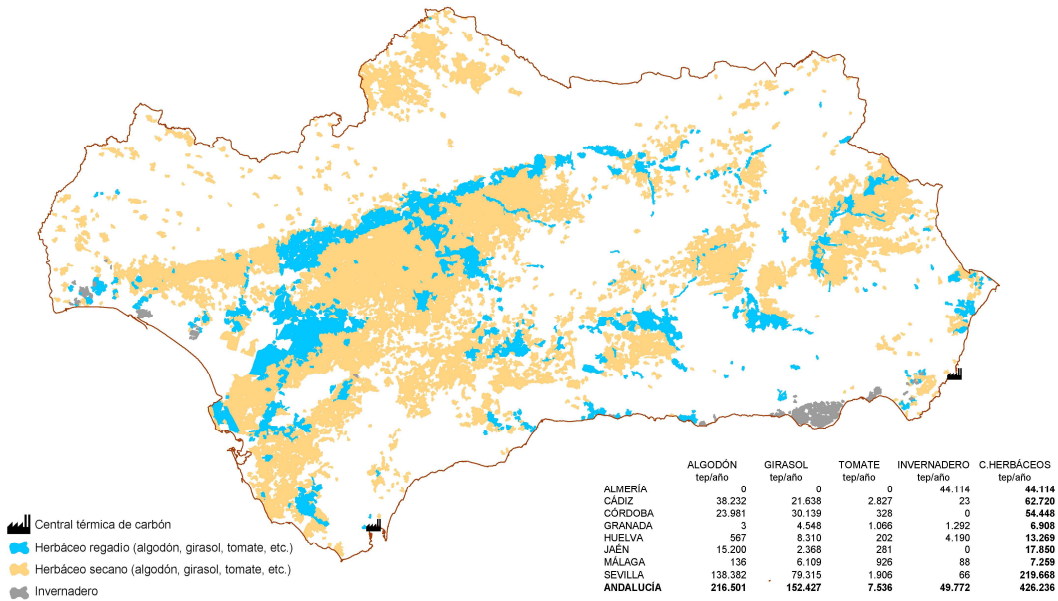 ALGODÓN GIRASOL TOMATE INVERNADERO C.HERBÁCEOS
tep/año tep/año tep/año tep/año tep/año
ALMERÍA 0 0 0 44.114 44.114
CÁDIZ 38.232 21.638 2.827 23 62.720
CÓRDOBA 23.981 30.139 328 0 54.448
GRANADA 3 4.548 1.066 1.292 6.908
HUELVA 567 8.310 202 4.190 13.269
JAÉN 15.200 2.368 281 0 17.850
MÁLAGA 136 6.109 926 88 7.259
SEVILLA 138.382 79.315 1.906 66 219.668
ANDALUCÍA 216.501 152.427 7.536 49.772 426.236
Central térmica de carbón
Herbáceo regadio (algodón, girasol, tomate, etc.)
Herbáceo secano (algodón, girasol, tomate, etc.)
Invernadero